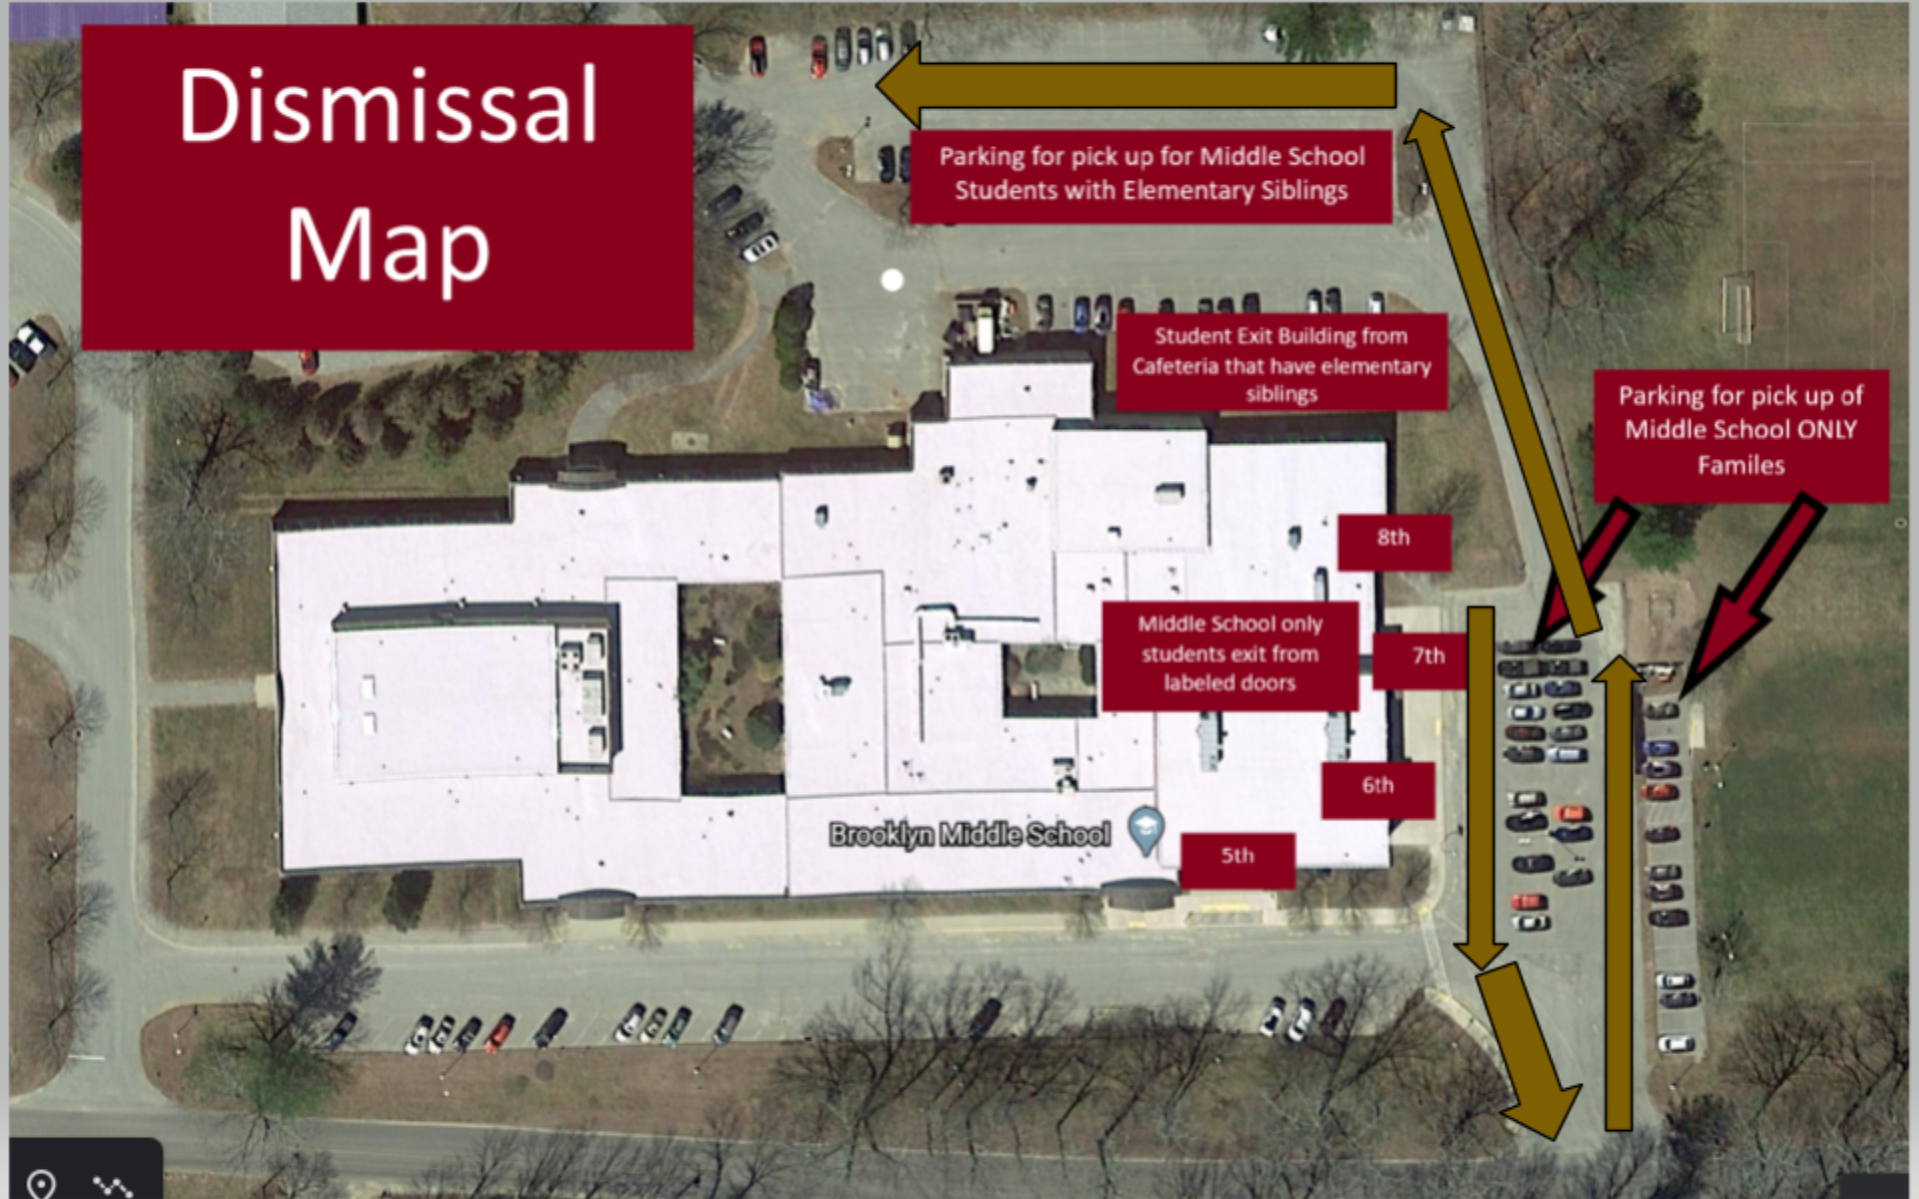 Dismissal
Map
Parking for pick up for Middle School
Students with Elementary Siblings
Student Exit Building from
Cafeteria that have elementary
siblings
Parking for pick up of
Middle School ONLY
Familes
8th
Middle School only
students exit from
labeled doors
7th
6th
Brooklyn Middle School
5th